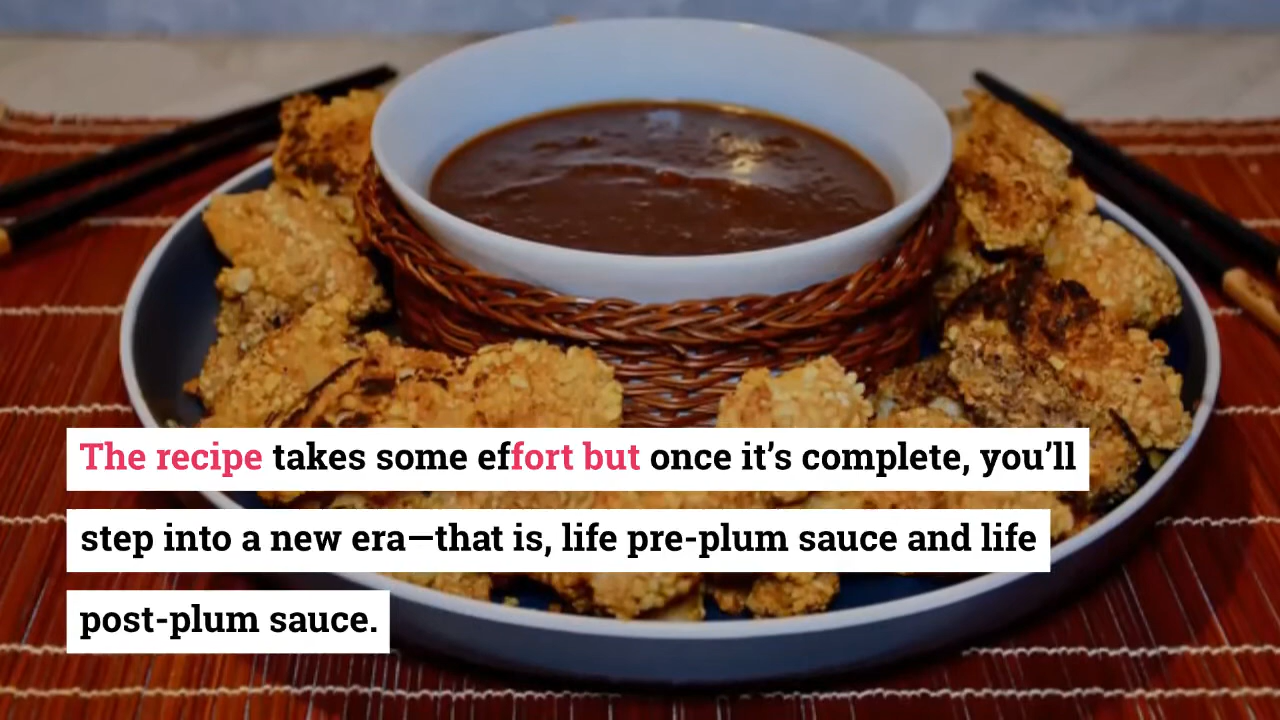 The recipe takes some effort but once it’s complete, you’ll
step into a new era—that is, life pre-plum sauce and life
post-plum sauce.